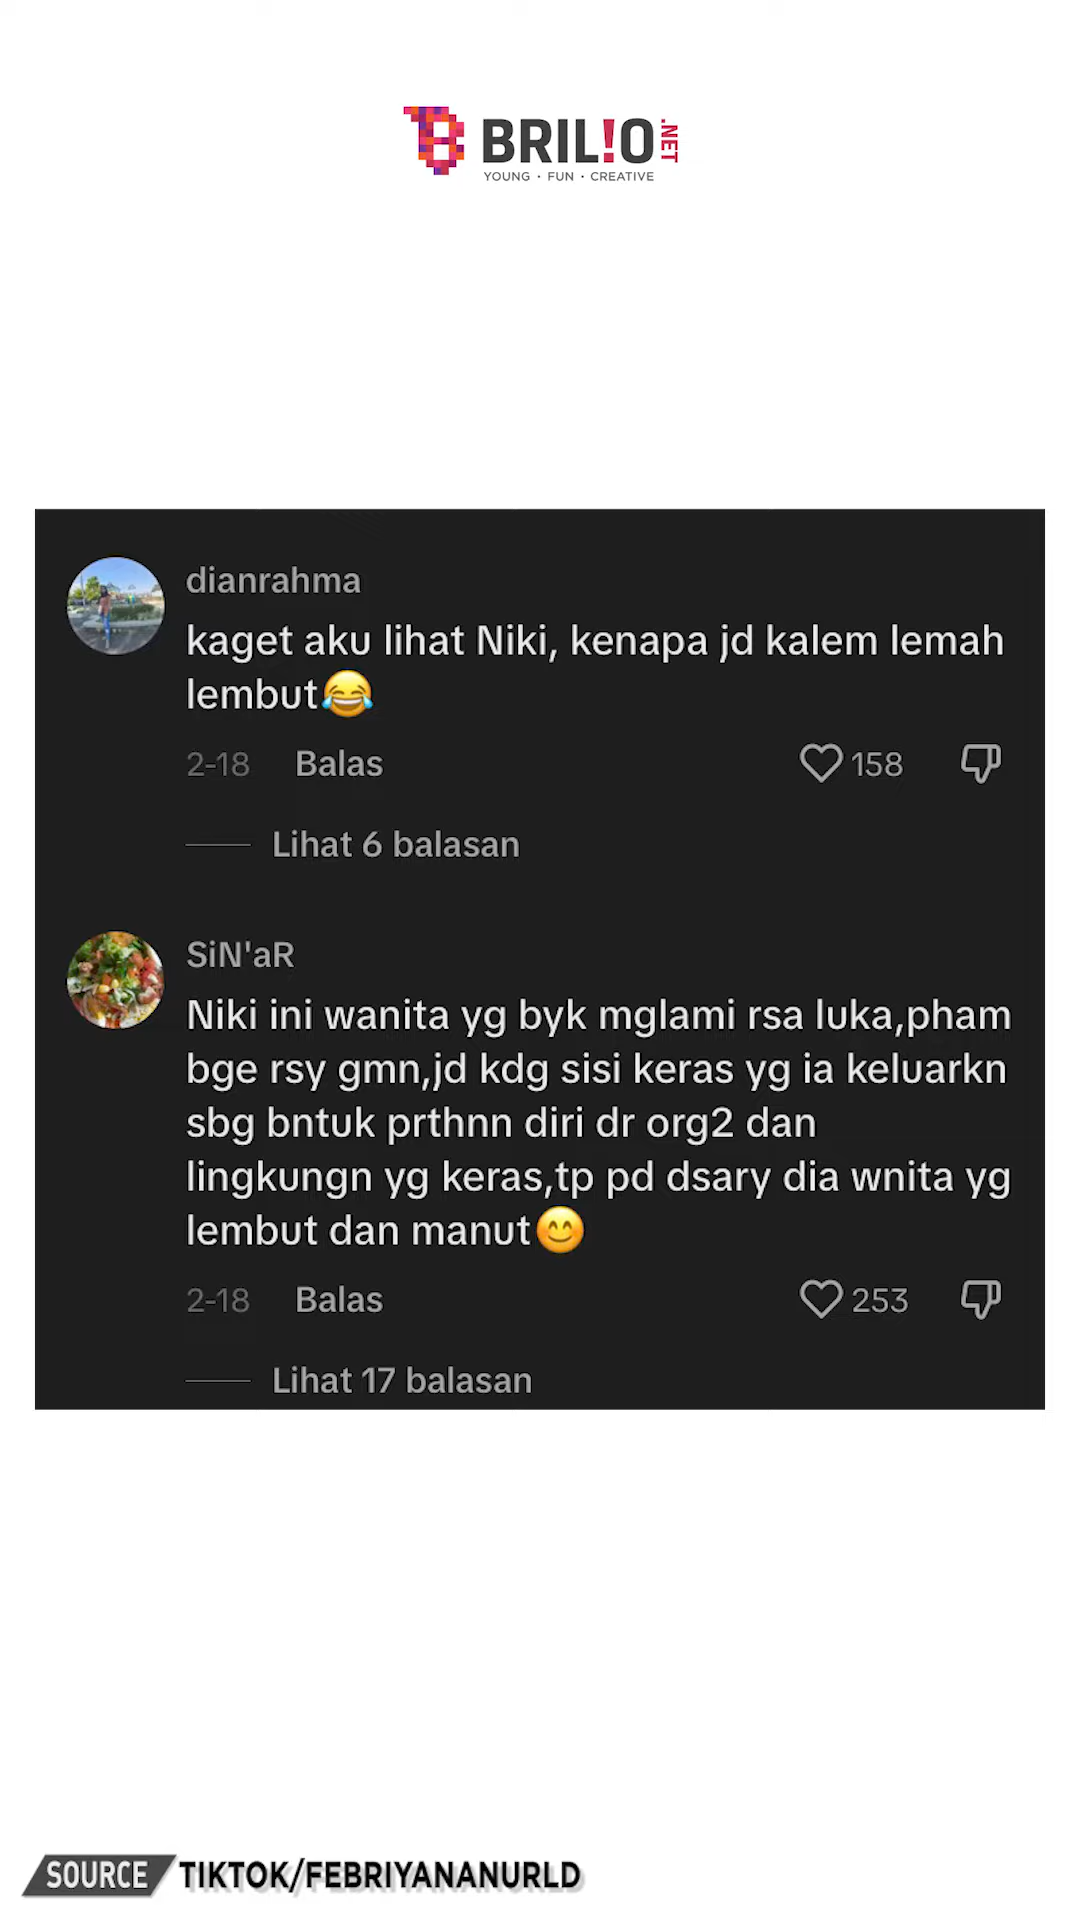 BRIL!O.NET
YOUNG · FUN · CREATIVE
dianrahma
kaget aku lihat Niki, kenapa jd kalem lemah
lembut😂
2-18 Balas 158
Lihat 6 balasan
SiN'aR
Niki ini wanita yg byk mglami rsa luka,pham
bge rsy gmn,jd kdg sisi keras yg ia keluarkn
sbg bntuk prthnn diri dr org2 dan
lingkungn yg keras,tp pd dsary dia wnita yg
lembut dan manut😊
2-18 Balas 253
Lihat 17 balasan
SOURCE TIKTOK/FEBRIYANANURLD